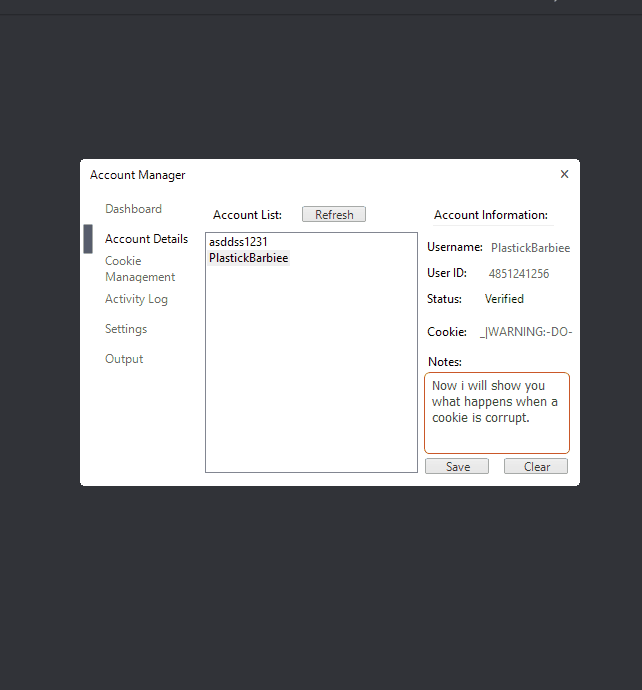 Account Manager
Dashboard
Account Details
Cookie
Management
Activity Log
Settings
Output
Account List:
Refresh
asddss1231
PlastickBarbiee
Account Information:
Username: PlastickBarbiee
User ID: 4851241256
Status: Verified
Cookie: _|WARNING:-DO-
Notes:
Now i will show you
what happens when a
cookie is corrupt.
Save
Clear